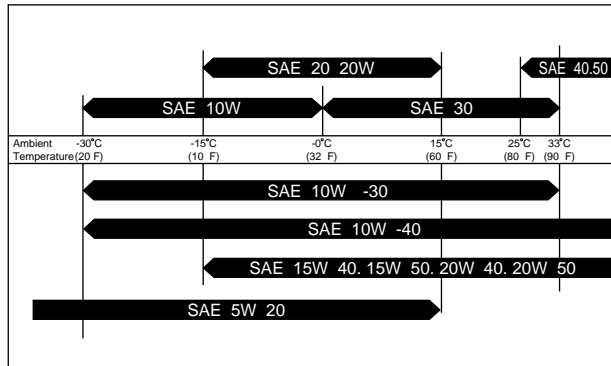 SAE 20 20W SAE 40.50
SAE 10W SAE 30
Ambient -30°C -15°C -0°C 15°C 25°C 33°C
Temperature (20 F) (10 F) (32 F) (60 F) (80 F) (90 F)
SAE 10W -30
SAE 10W -40
SAE 15W 40. 15W 50. 20W 40. 20W 50
SAE 5W 20